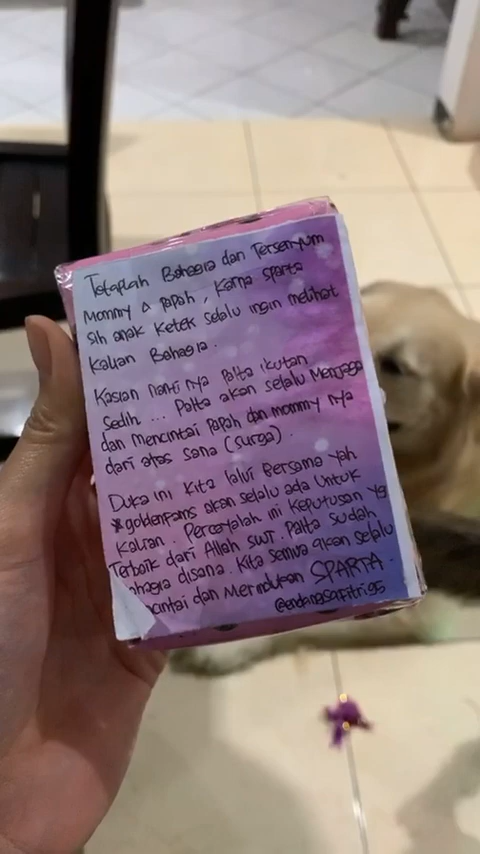 Tetaplah Bahagia dan Tersenyum
Mommy & Papah, Karna Sparta
sih anak Ketek selalu ingin melihat
Kalian Bahagia.
Kasian nanti nya Palta ikutan
Sedih ... Palta akan selalu Menjaga
dan mencintai Papah dan mommy nya
dari atas sana (surga).
Duka ini Kita lalui Bersama yah
*goldenfams akan selalu ada Untuk
Kalian. Percayalah ini Keputusan yg
Terbaik dari Allah SWT. Palta sudah
ahagia disana. Kita semua akan selalu
cintai dan Merindukan SPARTA.
@endangsafitri95